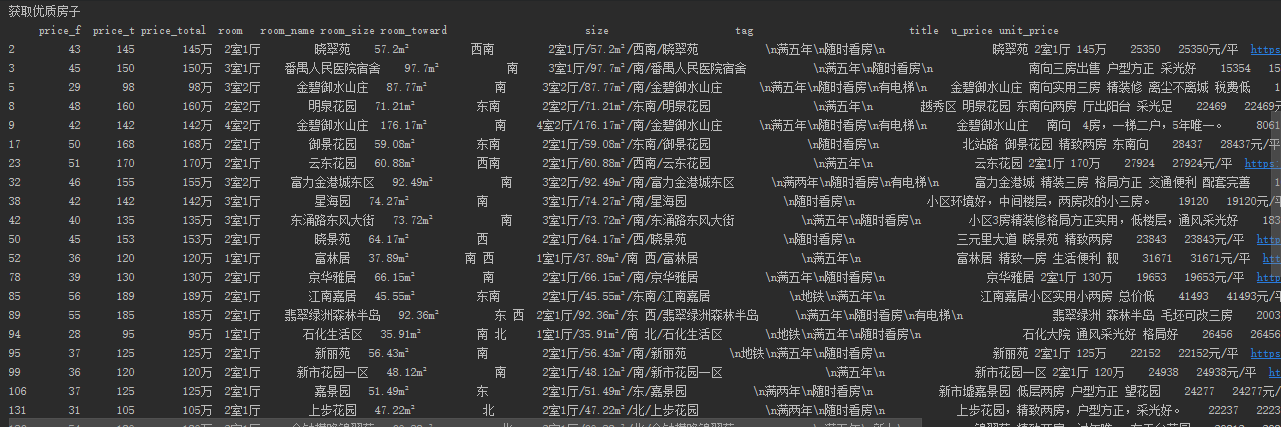 获取优质房子
price_f price_t price_total room room_name room_size room_toward size tag title u_price unit_price
2 43 145 145万 2室1厅 晓翠苑 57.2m² 西南 2室1厅/57.2m²/西南/晓翠苑 \n满五年\n随时看房\n 晓翠苑 2室1厅 145万 25350 25350元/平 https
3 45 150 150万 3室1厅 番禺人民医院宿舍 97.7m² 南 3室1厅/97.7m²/南/番禺人民医院宿舍 \n满五年\n随时看房\n 南向三房出售 户型方正 采光好 15354 15
5 29 98 98万 3室2厅 金碧御水山庄 87.77m² 南 3室2厅/87.77m²/南/金碧御水山庄 \n满五年\n随时看房\n有电梯\n 金碧御水山庄 南向实用三房 精装修 离尘不离城 税费低 1
8 48 160 160万 2室2厅 明泉花园 71.21m² 东南 2室2厅/71.21m²/东南/明泉花园 \n满五年\n随时看房\n 越秀区 明泉花园 东南向两房 厅出阳台 采光足 22469 22469元
9 42 142 142万 4室2厅 金碧御水山庄 176.17m² 南 4室2厅/176.17m²/南/金碧御水山庄 \n满五年\n随时看房\n有电梯\n 金碧御水山庄 南向 4房，一梯二户，5年唯一。 8061
17 50 168 168万 2室1厅 御景花园 59.08m² 东南 2室1厅/59.08m²/东南/御景花园 \n满五年\n随时看房\n 北站路 御景花园 精致两房 东南向 28437 28437元/平
23 51 170 170万 2室1厅 云东花园 60.88m² 西南 2室1厅/60.88m²/西南/云东花园 \n满五年\n随时看房\n 云东花园 2室1厅 170万 27924 27924元/平 https:
32 46 155 155万 3室2厅 富力金港城东区 92.49m² 南 3室2厅/92.49m²/南/富力金港城东区 \n满两年\n随时看房\n有电梯\n 富力金港城 精装三房 格局方正 交通便利 配套完善 1
38 42 142 142万 3室1厅 星海园 74.27m² 南 3室1厅/74.27m²/南/星海园 \n满五年\n随时看房\n 小区环境好，中间楼层，两房改的小三房。 19120 19120元/平
42 40 135 135万 3室1厅 东涌路东风大街 73.72m² 南 3室1厅/73.72m²/南/东涌路东风大街 \n满五年\n随时看房\n 小区3房精装修格局方正实用，低楼层，通风采光好 183
50 45 153 153万 2室1厅 晓景苑 64.17m² 西 2室1厅/64.17m²/西/晓景苑 \n随时看房\n 三元里大道 晓景苑 精致两房 23843 23843元/平 http
52 36 120 120万 1室1厅 富林居 37.89m² 南 西 1室1厅/37.89m²/南 西/富林居 \n满五年\n随时看房\n 富林居 精致一房 生活便利 靓 31671 31671元/平 htt
78 39 130 130万 2室1厅 京华雅居 66.15m² 南 2室1厅/66.15m²/南/京华雅居 \n满五年\n随时看房\n 京华雅居 2室1厅 130万 19653 19653元/平 https
85 56 189 189万 2室1厅 江南嘉居 45.55m² 东南 2室1厅/45.55m²/东南/江南嘉居 \n地铁\n满五年\n 江南嘉居小区实用小两房 总价低 41493 41493元/平
89 55 185 185万 2室1厅 翡翠绿洲森林半岛 92.36m² 东 西 2室1厅/92.36m²/东 西/翡翠绿洲森林半岛 \n满五年\n随时看房\n有电梯\n 翡翠绿洲 森林半岛 毛坯可改三房 2003
94 28 95 95万 1室1厅 石化生活区 35.91m² 南 北 1室1厅/35.91m²/南 北/石化生活区 \n地铁\n满五年\n随时看房\n 石化大院 通风采光好 格局好 26456 26456
95 37 125 125万 2室1厅 新丽苑 56.43m² 南 2室1厅/56.43m²/南/新丽苑 \n地铁\n满五年\n随时看房\n 新丽苑 2室1厅 125万 22152 22152元/平 https
99 36 120 120万 2室1厅 新市花园一区 48.12m² 南 2室1厅/48.12m²/南/新市花园一区 \n满五年\n 新市花园一区 2室1厅 120万 24938 24938元/平 ht
106 37 125 125万 2室1厅 嘉景园 51.49m² 东 2室1厅/51.49m²/东/嘉景园 \n满两年\n随时看房\n 新市墟嘉景园 低层两房 户型方正 望花园 24277 24277元/
131 31 105 105万 2室1厅 上步花园 47.22m² 北 2室1厅/47.22m²/北/上步花园 \n满两年\n随时看房\n 上步花园，精致两房，户型方正，采光好。 22237 2223